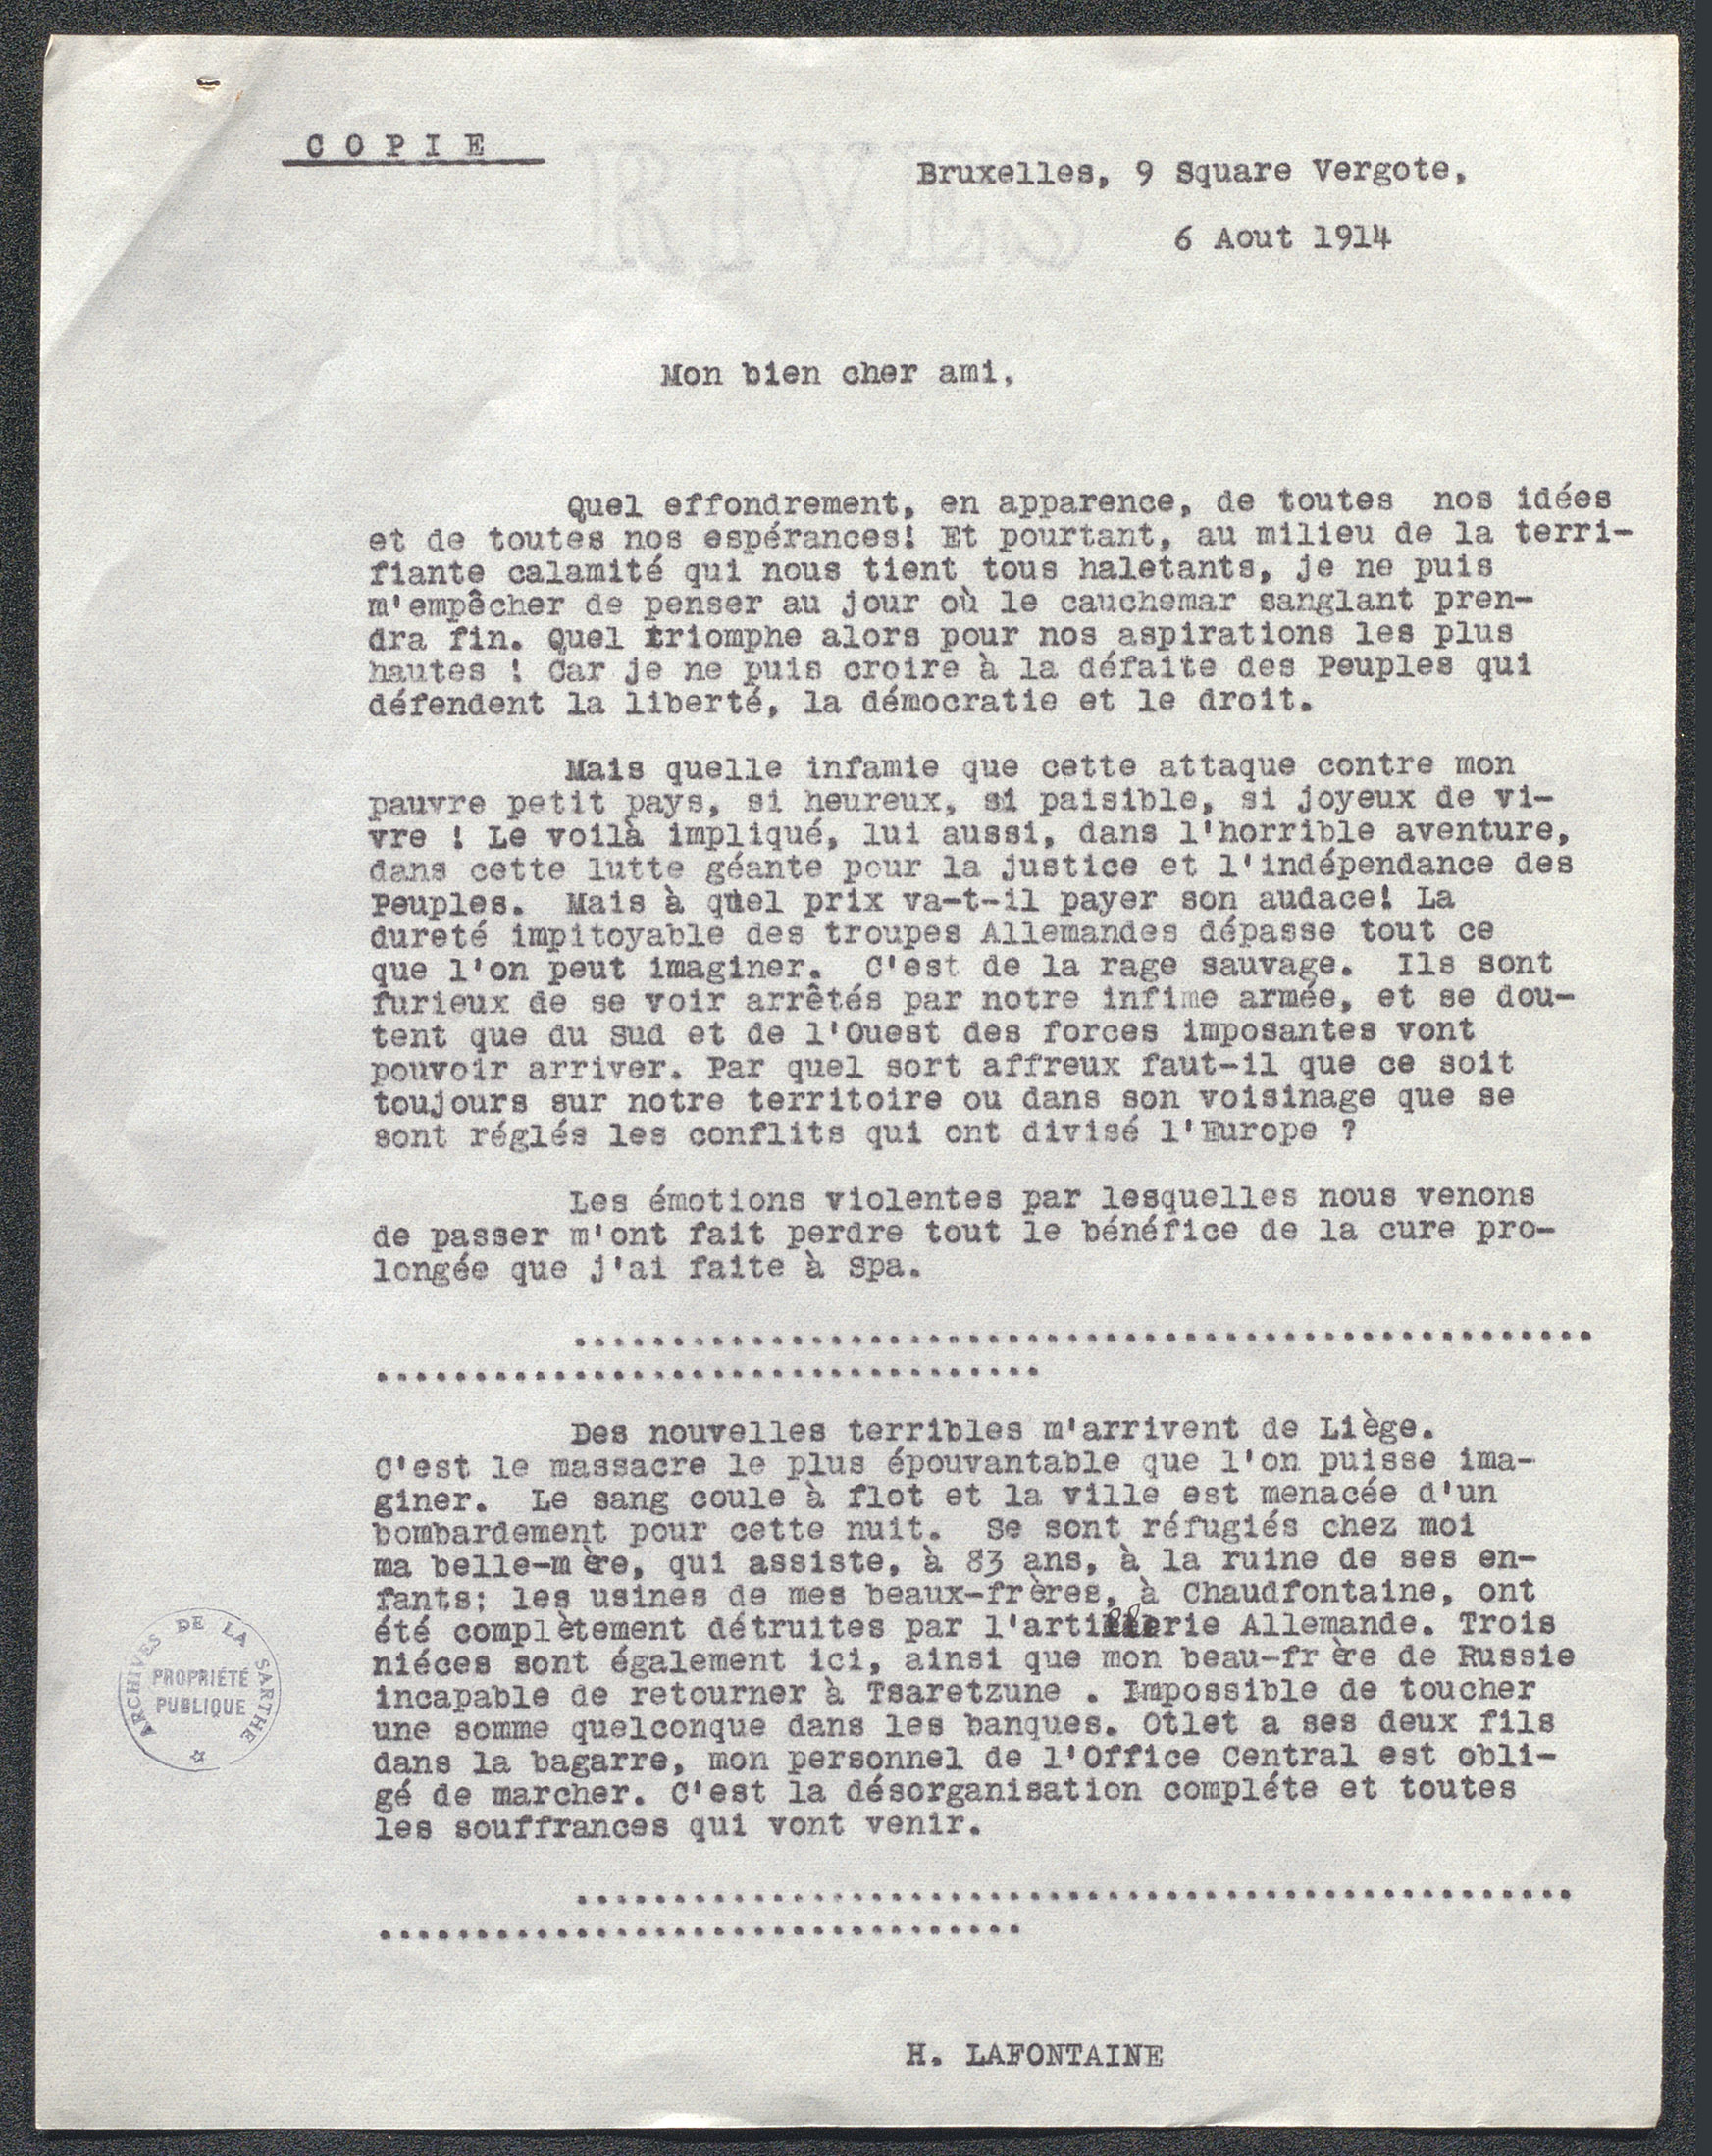 COPIE
Bruxelles, 9 Square Vergote,
6 Aout 1914
Mon bien cher ami,
Quel effondrement, en apparence, de toutes nos idées
et de toutes nos espérances! Et pourtant, au milieu de la terri-
fiante calamité qui nous tient tous haletants, je ne puis
m'empêcher de penser au jour où le cauchemar sanglant pren-
dra fin. Quel triomphe alors pour nos aspirations les plus
hautes ! Car je ne puis croire à la défaite des Peuples qui
défendent la liberté, la démocratie et le droit.
Mais quelle infamie que cette attaque contre mon
pauvre petit pays, si heureux, si paisible, si joyeux de vi-
vre ! Le voilà impliqué, lui aussi, dans l'horrible aventure,
dans cette lutte géante pour la justice et l'indépendance des
Peuples. Mais à quel prix va-t-il payer son audace! La
dureté impitoyable des troupes Allemandes dépasse tout ce
que l'on peut imaginer. C'est de la rage sauvage. Ils sont
furieux de se voir arrêtés par notre infime armée, et se dou-
tent que du Sud et de l'Ouest des forces imposantes vont
pouvoir arriver. Par quel sort affreux faut-il que ce soit
toujours sur notre territoire ou dans son voisinage que se
sont réglés les conflits qui ont divisé l'Europe ?
Les émotions violentes par lesquelles nous venons
de passer m'ont fait perdre tout le bénéfice de la cure pro-
longée que j'ai faite à Spa.
....................................................
..................................
Des nouvelles terribles m'arrivent de Liège.
C'est le massacre le plus épouvantable que l'on puisse ima-
giner. Le sang coule à flot et la ville est menacée d'un
bombardement pour cette nuit. Se sont réfugiés chez moi
ma belle-mère, qui assiste, à 83 ans, à la ruine de ses en-
fants: les usines de mes beaux-frères, à Chaudfontaine, ont
été complètement détruites par l'artillerie Allemande. Trois
niéces sont également ici, ainsi que mon beau-frère de Russie
incapable de retourner à Tsaretzune . Impossible de toucher
une somme quelconque dans les banques. Otlet a ses deux fils
dans la bagarre, mon personnel de l'Office Central est obli-
gé de marcher. C'est la désorganisation compléte et toutes
les souffrances qui vont venir.
...................................................
.................................
H. LAFONTAINE
ARCHIVES DE LA SARTHE
PROPRIÉTÉ
PUBLIQUE